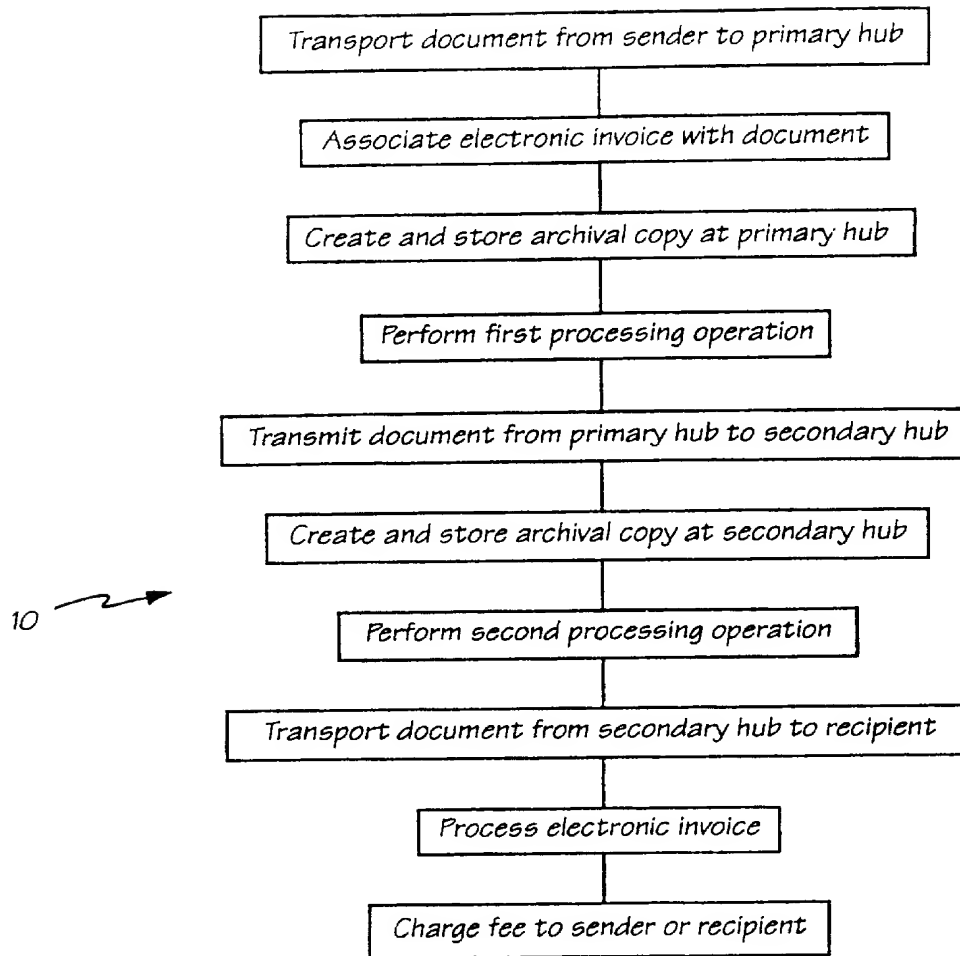 Transport document from sender to primary hub
Associate electronic invoice with document
Create and store archival copy at primary hub
Perform first processing operation
Transmit document from primary hub to secondary hub
Create and store archival copy at secondary hub
10
Perform second processing operation
Transport document from secondary hub to recipient
Process electronic invoice
Charge fee to sender or recipient